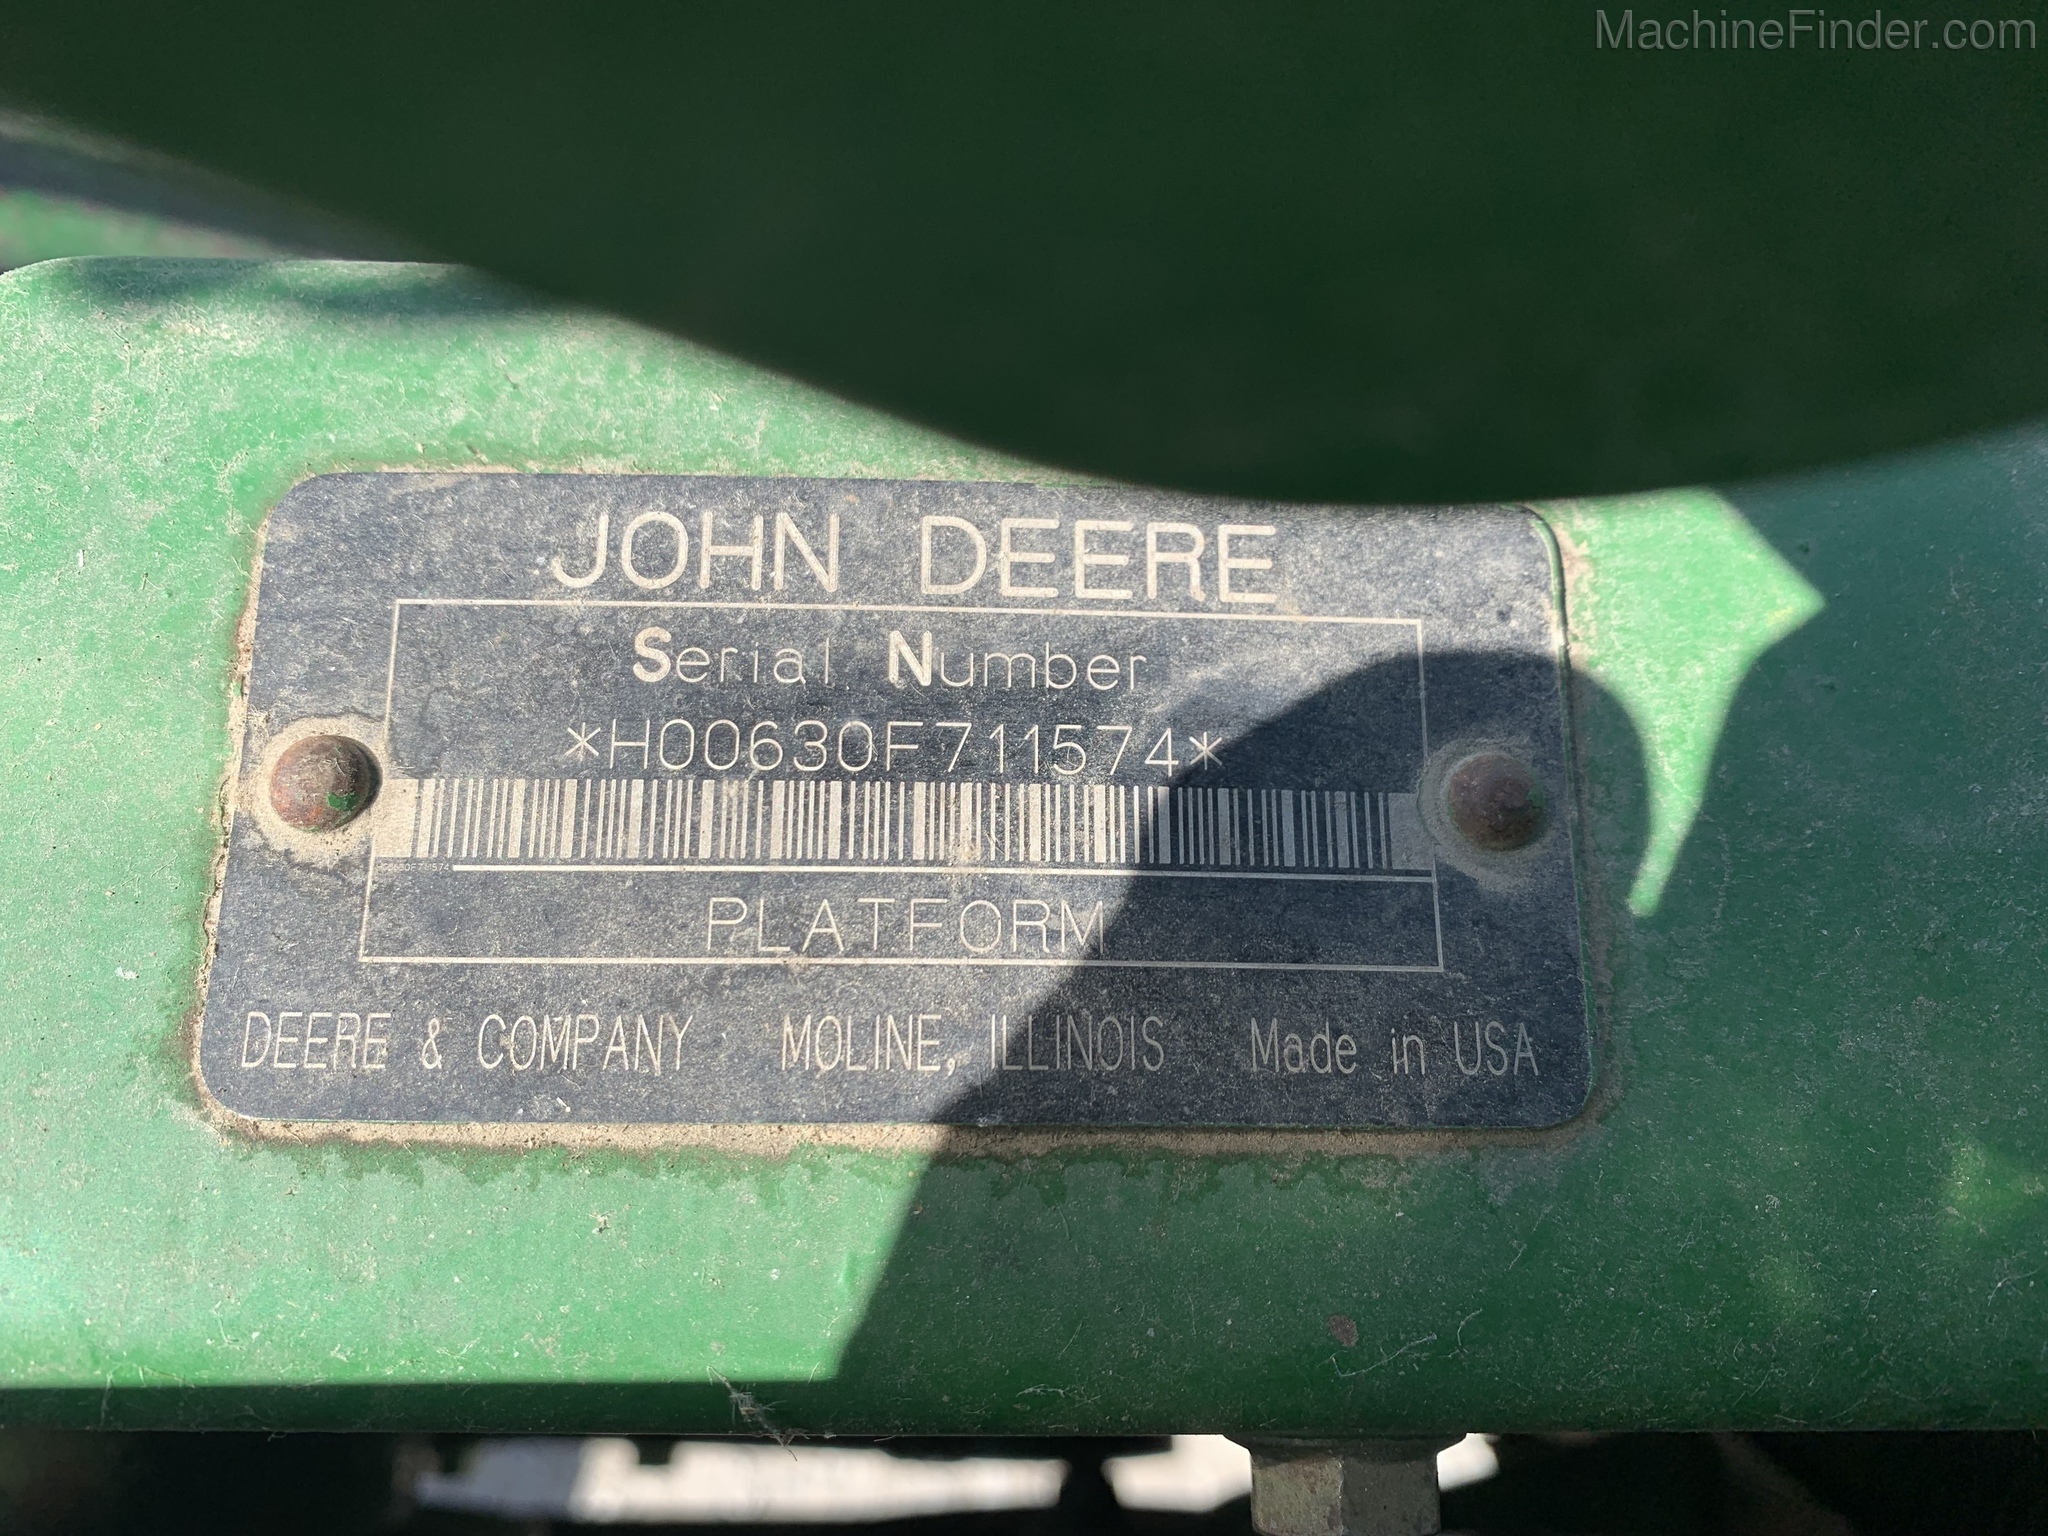 MachineFinder.com
JOHN DEERE
Serial Number
*H00630F711574*
PLATFORM
DEERE & COMPANY MOLINE, ILLINOIS Made in USA